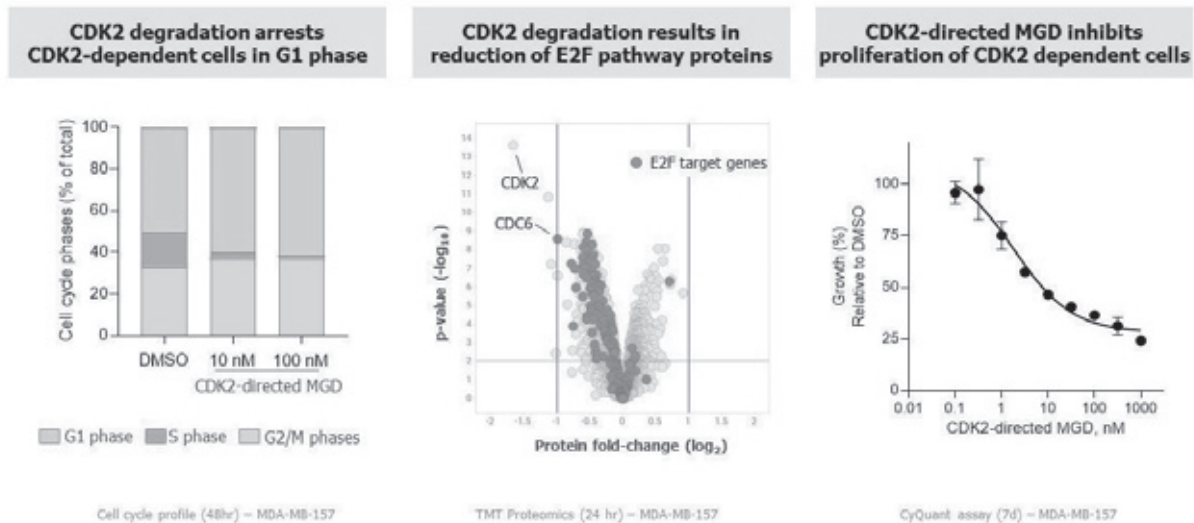 CDK2 degradation arrests
CDK2-dependent cells in G1 phase
Cell cycle phases (% of total)
100
80
60
40
20
0
DMSO 10 nM 100 nM
CDK2-directed MGD
G1 phase S phase G2/M phases
Cell cycle profile (48hr) – MDA-MB-157
CDK2 degradation results in
reduction of E2F pathway proteins
p-value (-log₁₀)
14
13
12
11
10
9
8
7
6
5
4
3
2
1
0
E2F target genes
CDK2
CDC6
-2 -1.5 -1 -0.5 0 0.5 1 1.5 2
Protein fold-change (log₂)
TMT Proteomics (24 hr) – MDA-MB-157
CDK2-directed MGD inhibits
proliferation of CDK2 dependent cells
Growth (%)
Relative to DMSO
100
75
50
25
0
0.01 0.1 1 10 100 1000
CDK2-directed MGD, nM
CyQuant assay (7d) – MDA-MB-157